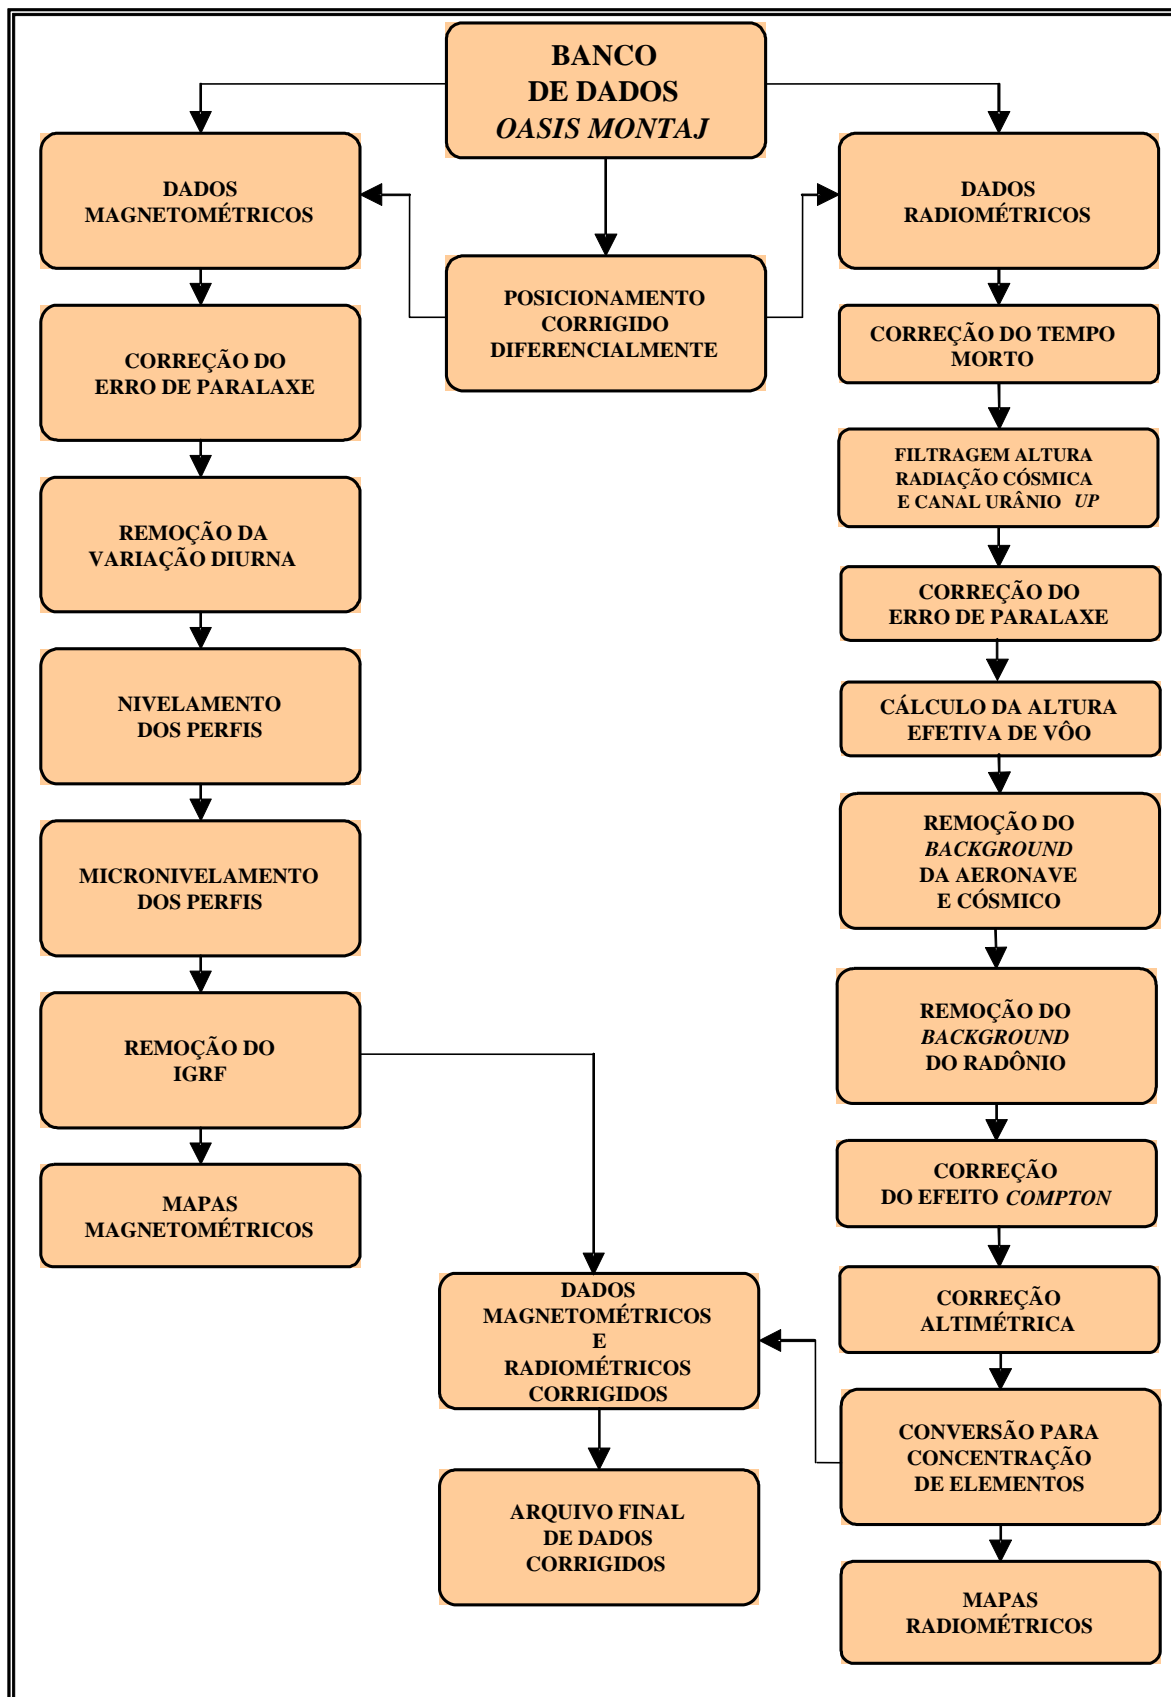 BANCO
DE DADOS
OASIS MONTAJ
DADOS
MAGNETOMÉTRICOS
DADOS
RADIOMÉTRICOS
POSICIONAMENTO
CORRIGIDO
DIFERENCIALMENTE
CORREÇÃO DO
ERRO DE PARALAXE
REMOÇÃO DA
VARIAÇÃO DIURNA
NIVELAMENTO
DOS PERFIS
MICRONIVELAMENTO
DOS PERFIS
REMOÇÃO DO
IGRF
MAPAS
MAGNETOMÉTRICOS
CORREÇÃO DO TEMPO
MORTO
FILTRAGEM ALTURA
RADIAÇÃO CÓSMICA
E CANAL URÂNIO UP
CORREÇÃO DO
ERRO DE PARALAXE
CÁLCULO DA ALTURA
EFETIVA DE VÔO
REMOÇÃO DO
BACKGROUND
DA AERONAVE
E CÓSMICO
REMOÇÃO DO
BACKGROUND
DO RADÔNIO
CORREÇÃO
DO EFEITO COMPTON
CORREÇÃO
ALTIMÉTRICA
CONVERSÃO PARA
CONCENTRAÇÃO
DE ELEMENTOS
MAPAS
RADIOMÉTRICOS
DADOS
MAGNETOMÉTRICOS
E
RADIOMÉTRICOS
CORRIGIDOS
ARQUIVO FINAL
DE DADOS
CORRIGIDOS